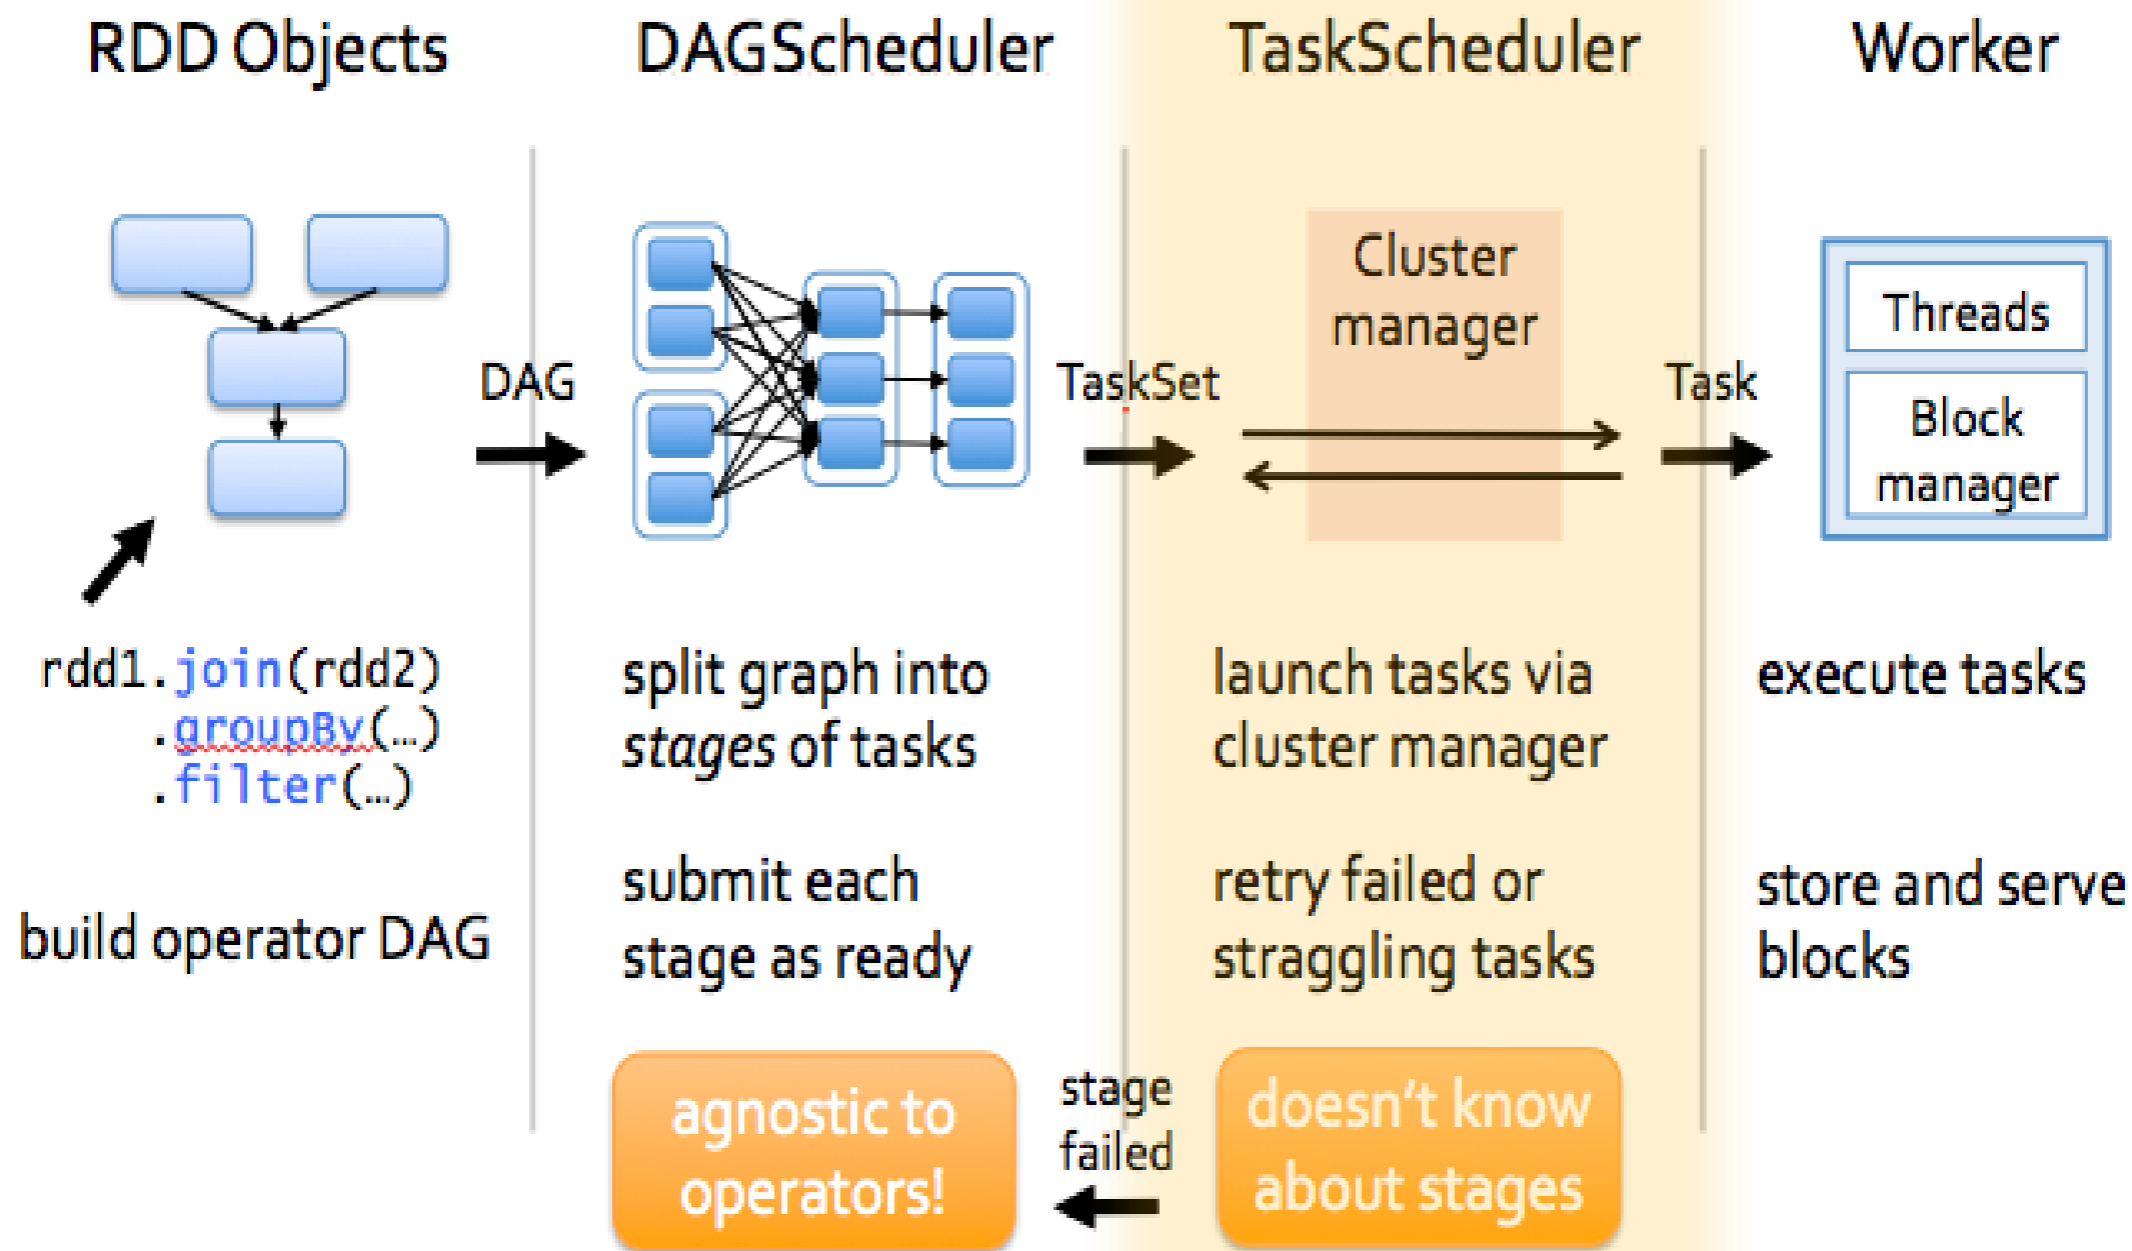 RDD Objects
DAGScheduler
TaskScheduler
Worker
DAG
TaskSet
Cluster
manager
Task
Threads
Block
manager
rdd1.join(rdd2)
.groupBy(…)
.filter(…)
build operator DAG
split graph into
stages of tasks
submit each
stage as ready
agnostic to
operators!
launch tasks via
cluster manager
retry failed or
straggling tasks
stage
failed
doesn't know
about stages
execute tasks
store and serve
blocks